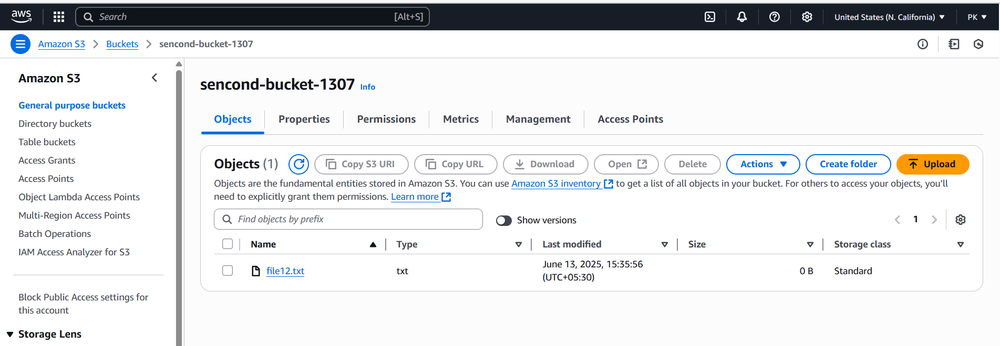 aws
Search [Alt+S]
United States (N. California)
PK
Amazon S3 > Buckets > sencond-bucket-1307
Amazon S3
General purpose buckets
Directory buckets
Table buckets
Access Grants
Access Points
Object Lambda Access Points
Multi-Region Access Points
Batch Operations
IAM Access Analyzer for S3
Block Public Access settings for
this account
Storage Lens
sencond-bucket-1307 Info
Objects Properties Permissions Metrics Management Access Points
Objects (1) Copy S3 URI Copy URL Download Open Delete Actions Create folder Upload
Objects are the fundamental entities stored in Amazon S3. You can use Amazon S3 inventory to get a list of all objects in your bucket. For others to access your objects, you'll
need to explicitly grant them permissions. Learn more
Find objects by prefix Show versions 1
Name Type Last modified Size Storage class
file12.txt txt June 13, 2025, 15:35:56 0 B Standard
(UTC+05:30)